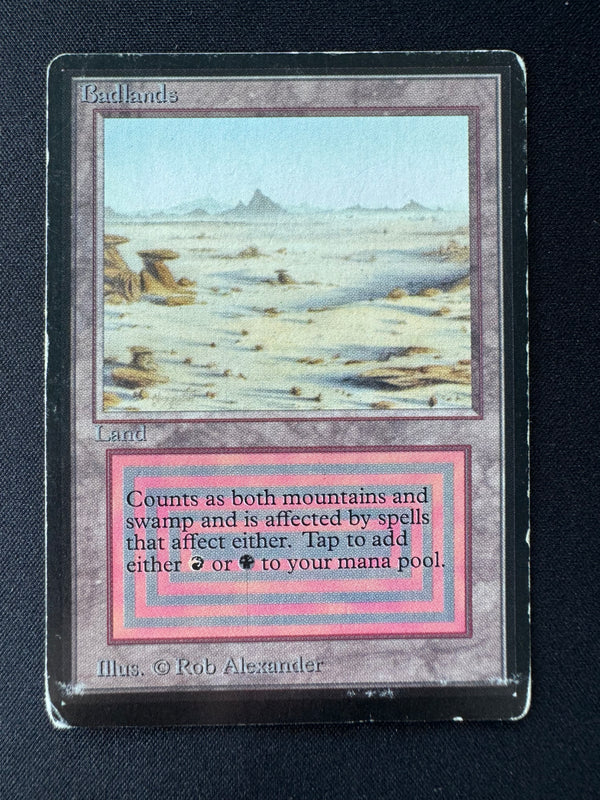 Badlands
Land
Counts as both mountains and
swamp and is affected by spells
that affect either. Tap to add
either or to your mana pool.
Illus. © Rob Alexander